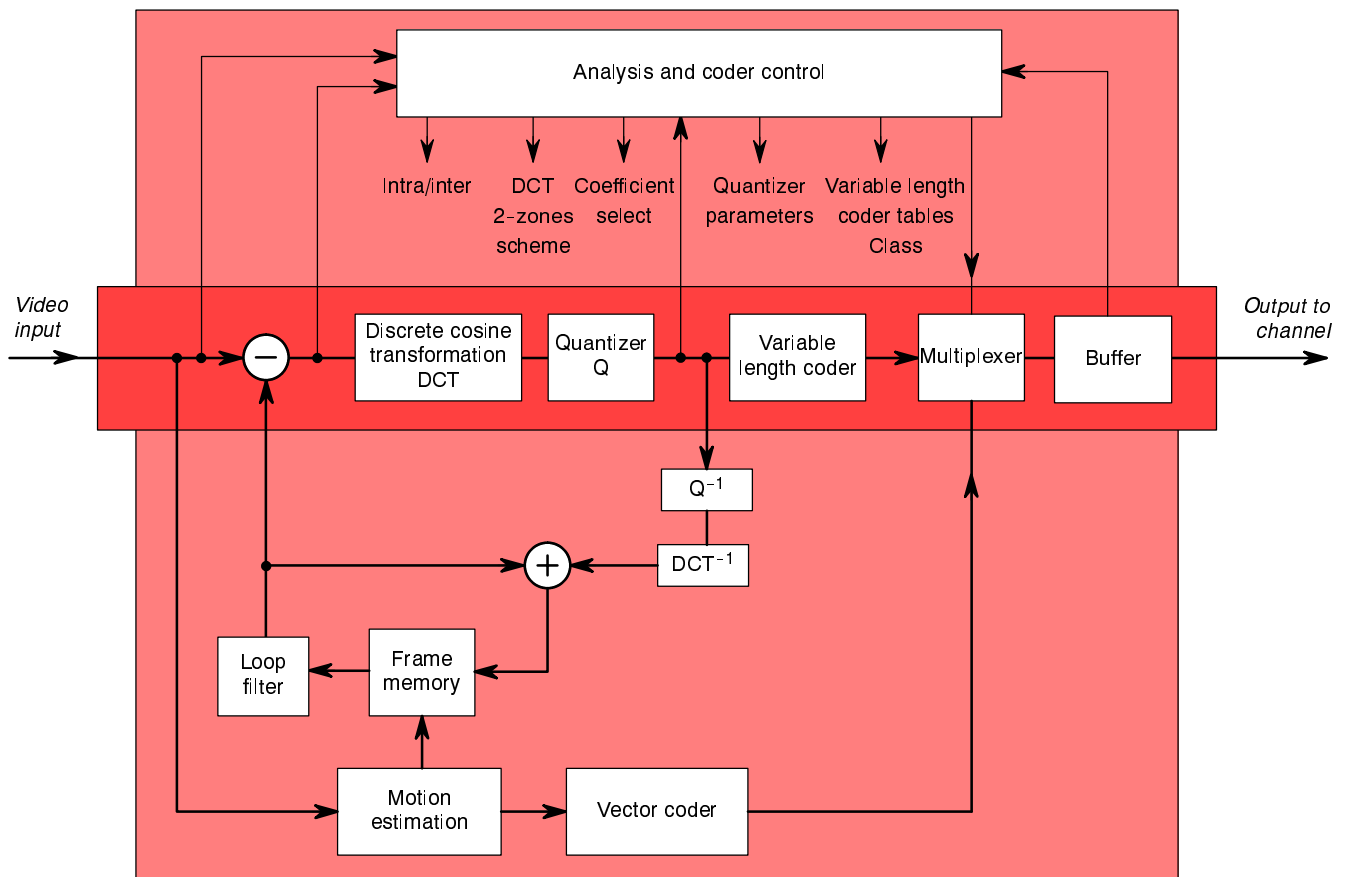 Analysis and coder control
Intra/inter
DCT
2-zones
scheme
Coefficient
select
Quantizer
parameters
Variable length
coder tables
Class
Video
input
Output to
channel
−
Discrete cosine
transformation
DCT
Quantizer
Q
Variable
length coder
Multiplexer
Buffer
Q⁻¹
DCT⁻¹
+
Loop
filter
Frame
memory
Motion
estimation
Vector coder